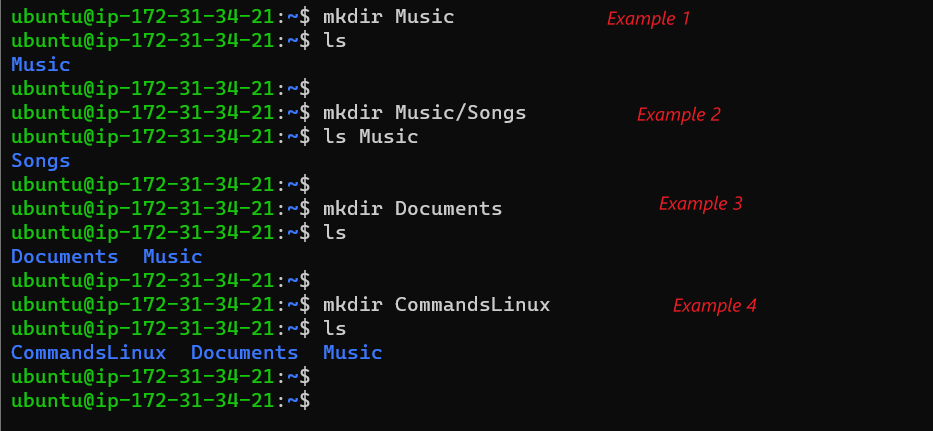 ubuntu@ip-172-31-34-21:~$ mkdir Music Example 1
ubuntu@ip-172-31-34-21:~$ ls
Music
ubuntu@ip-172-31-34-21:~$
ubuntu@ip-172-31-34-21:~$ mkdir Music/Songs Example 2
ubuntu@ip-172-31-34-21:~$ ls Music
Songs
ubuntu@ip-172-31-34-21:~$
ubuntu@ip-172-31-34-21:~$ mkdir Documents Example 3
ubuntu@ip-172-31-34-21:~$ ls
Documents  Music
ubuntu@ip-172-31-34-21:~$
ubuntu@ip-172-31-34-21:~$ mkdir CommandsLinux Example 4
ubuntu@ip-172-31-34-21:~$ ls
CommandsLinux  Documents  Music
ubuntu@ip-172-31-34-21:~$
ubuntu@ip-172-31-34-21:~$